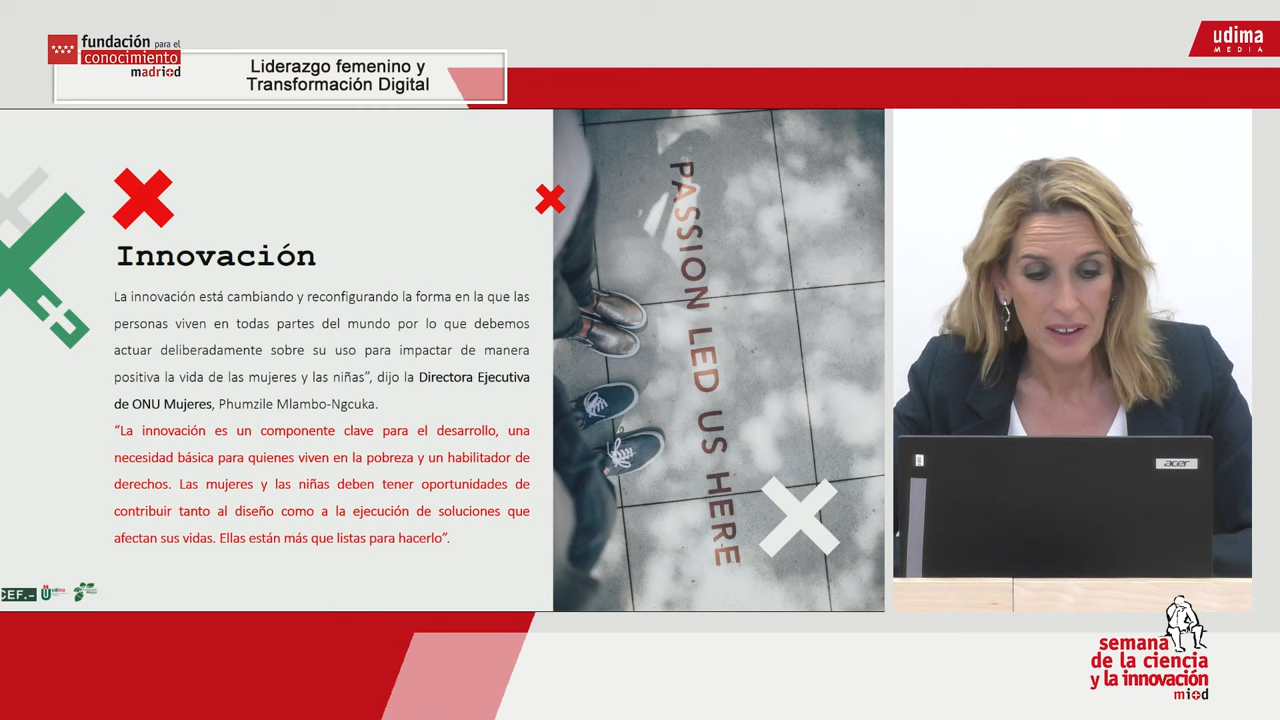 fundación para el
conocimiento
madri+d
Liderazgo femenino y
Transformación Digital
udima
MEDIA
Innovación
La innovación está cambiando y reconfigurando la forma en la que las
personas viven en todas partes del mundo por lo que debemos
actuar deliberadamente sobre su uso para impactar de manera
positiva la vida de las mujeres y las niñas”, dijo la Directora Ejecutiva
de ONU Mujeres, Phumzile Mlambo-Ngcuka.
“La innovación es un componente clave para el desarrollo, una
necesidad básica para quienes viven en la pobreza y un habilitador de
derechos. Las mujeres y las niñas deben tener oportunidades de
contribuir tanto al diseño como a la ejecución de soluciones que
afectan sus vidas. Ellas están más que listas para hacerlo”.
PASSION LED US HERE
acer
CEF.-
udima
semana
de la ciencia
y la innovación
mi+d